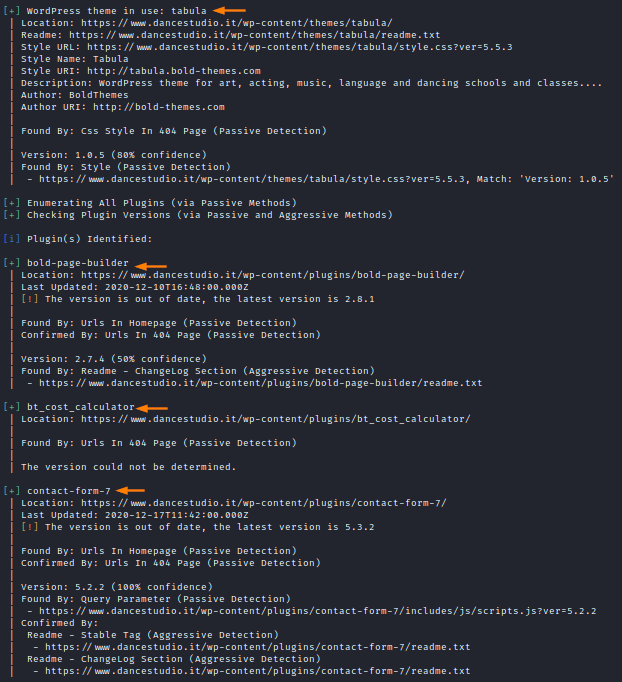 [+] WordPress theme in use: tabula
| Location: https://www.dancestudio.it/wp-content/themes/tabula/
| Readme: https://www.dancestudio.it/wp-content/themes/tabula/readme.txt
| Style URL: https://www.dancestudio.it/wp-content/themes/tabula/style.css?ver=5.5.3
| Style Name: Tabula
| Style URI: http://tabula.bold-themes.com
| Description: WordPress theme for art, acting, music, language and dancing schools and classes....
| Author: BoldThemes
| Author URI: http://bold-themes.com
|
| Found By: Css Style In 404 Page (Passive Detection)
|
| Version: 1.0.5 (80% confidence)
| Found By: Style (Passive Detection)
|  - https://www.dancestudio.it/wp-content/themes/tabula/style.css?ver=5.5.3, Match: 'Version: 1.0.5'

[+] Enumerating All Plugins (via Passive Methods)
[+] Checking Plugin Versions (via Passive and Aggressive Methods)

[i] Plugin(s) Identified:

[+] bold-page-builder
| Location: https://www.dancestudio.it/wp-content/plugins/bold-page-builder/
| Last Updated: 2020-12-10T16:48:00.000Z
| [!] The version is out of date, the latest version is 2.8.1
|
| Found By: Urls In Homepage (Passive Detection)
| Confirmed By: Urls In 404 Page (Passive Detection)
|
| Version: 2.7.4 (50% confidence)
| Found By: Readme - ChangeLog Section (Aggressive Detection)
|  - https://www.dancestudio.it/wp-content/plugins/bold-page-builder/readme.txt

[+] bt_cost_calculator
| Location: https://www.dancestudio.it/wp-content/plugins/bt_cost_calculator/
|
| Found By: Urls In 404 Page (Passive Detection)
|
| The version could not be determined.

[+] contact-form-7
| Location: https://www.dancestudio.it/wp-content/plugins/contact-form-7/
| Last Updated: 2020-12-17T11:42:00.000Z
| [!] The version is out of date, the latest version is 5.3.2
|
| Found By: Urls In Homepage (Passive Detection)
| Confirmed By: Urls In 404 Page (Passive Detection)
|
| Version: 5.2.2 (100% confidence)
| Found By: Query Parameter (Passive Detection)
|  - https://www.dancestudio.it/wp-content/plugins/contact-form-7/includes/js/scripts.js?ver=5.2.2
| Confirmed By:
|  Readme - Stable Tag (Aggressive Detection)
|   - https://www.dancestudio.it/wp-content/plugins/contact-form-7/readme.txt
|  Readme - ChangeLog Section (Aggressive Detection)
|   - https://www.dancestudio.it/wp-content/plugins/contact-form-7/readme.txt